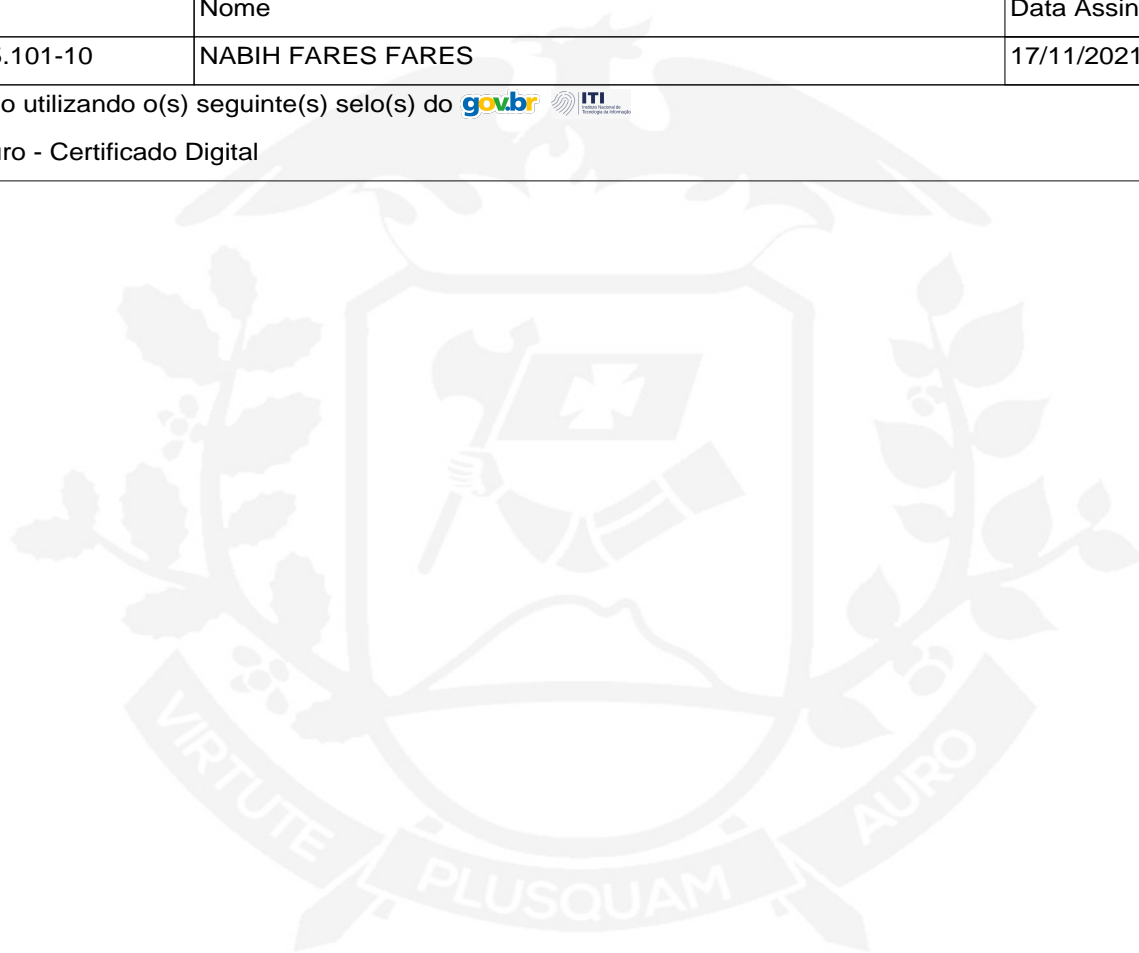 Nome Data Assin
.101-10 NABIH FARES FARES 17/11/2021
o utilizando o(s) seguinte(s) selo(s) do gov.br ITI
ro - Certificado Digital
VIRTUTE PLUSQUAM AURO